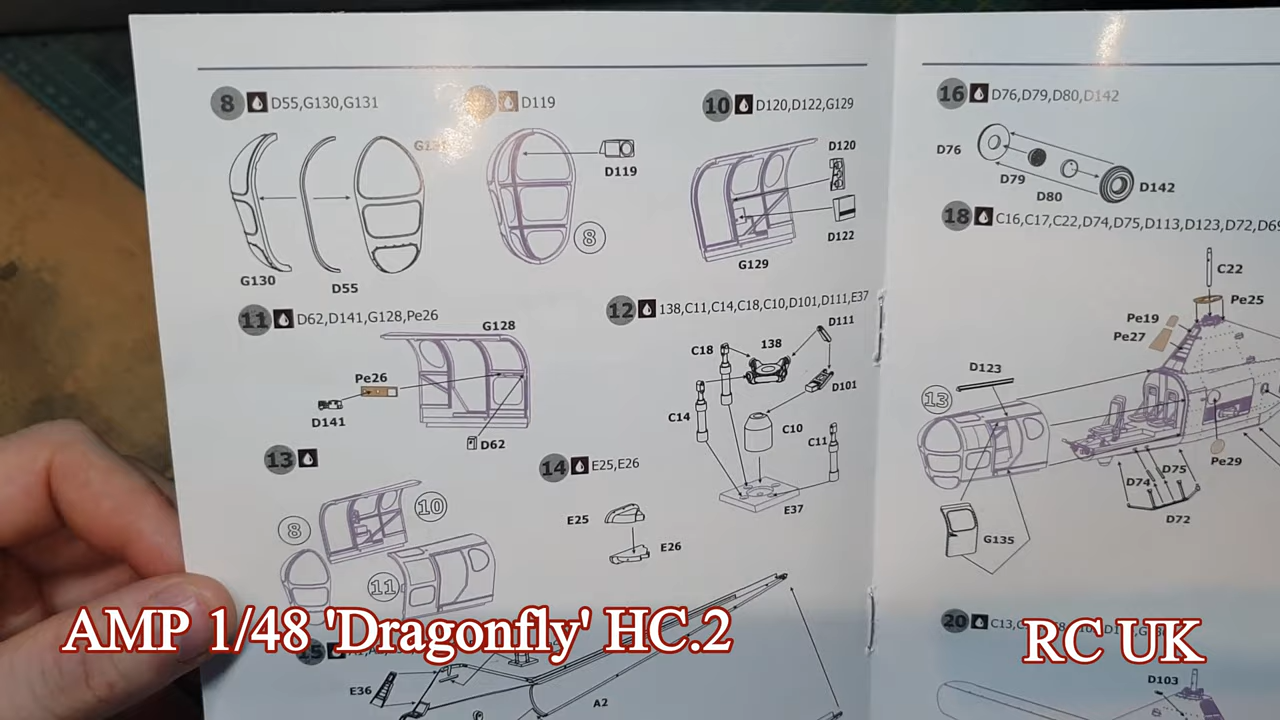 8 D55,G130,G131
D119
10 D120,D122,G129
D120
D119
D122
G130
D55
8
G129
11 D62,D141,G128,Pe26
12 138,C11,C14,C18,C10,D101,D111,E37
G128
D111
C18
138
Pe26
D101
D141
C14
C10
C11
D62
13
14 E25,E26
10
E25
E37
8
E26
11
15
E36
A2
16 D76,D79,D80,D142
D76
D79
D80
D142
18 C16,C17,C22,D74,D75,D113,D123,D72,D69
C22
Pe25
Pe19
Pe27
D123
13
Pe29
D75
D74
D72
G135
20
D103
AMP 1/48 'Dragonfly' HC.2
RC UK